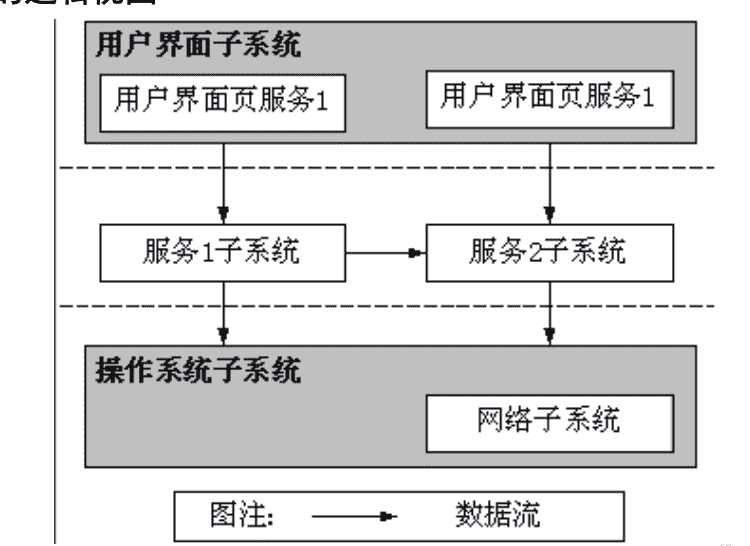 用户界面子系统
用户界面页服务1
用户界面页服务1
服务1子系统
服务2子系统
操作系统子系统
网络子系统
图注:
数据流